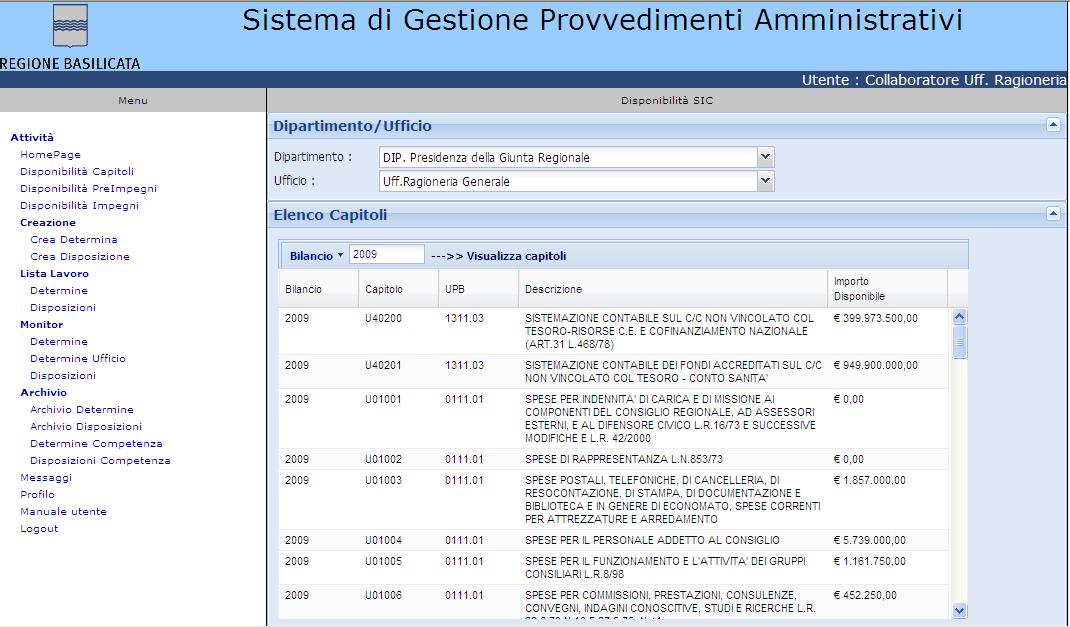 Sistema di Gestione Provvedimenti Amministrativi
REGIONE BASILICATA
Utente : Collaboratore Uff. Ragioneria
Menu
Disponibilità SIC
Attività
HomePage
Disponibilità Capitoli
Disponibilità PreImpegni
Disponibilità Impegni
Creazione
Crea Determina
Crea Disposizione
Lista Lavoro
Determine
Disposizioni
Monitor
Determine
Determine Ufficio
Disposizioni
Archivio
Archivio Determine
Archivio Disposizioni
Determine Competenza
Disposizioni Competenza
Messaggi
Profilo
Manuale utente
Logout
Dipartimento/Ufficio
Dipartimento : DIP. Presidenza della Giunta Regionale
Ufficio : Uff.Ragioneria Generale
Elenco Capitoli
Bilancio 2009 --->> Visualizza capitoli
Bilancio Capitolo UPB Descrizione Importo
Disponibile
2009 U40200 1311.03 SISTEMAZIONE CONTABILE SUL C/C NON VINCOLATO COL € 399.973.500,00
TESORO-RISORSE C.E. E COFINANZIAMENTO NAZIONALE
(ART.31 L.468/78)
2009 U40201 1311.03 SISTEMAZIONE CONTABILE DEI FONDI ACCREDITATI SUL C/C € 949.900.000,00
NON VINCOLATO COL TESORO - CONTO SANITA'
2009 U01001 0111.01 SPESE PER INDENNITA' DI CARICA E DI MISSIONE AI € 0,00
COMPONENTI DEL CONSIGLIO REGIONALE, AD ASSESSORI
ESTERNI, E AL DIFENSORE CIVICO L.R.16/73 E SUCCESSIVE
MODIFICHE E L.R. 42/2000
2009 U01002 0111.01 SPESE DI RAPPRESENTANZA L.N.853/73 € 0,00
2009 U01003 0111.01 SPESE POSTALI, TELEFONICHE, DI CANCELLERIA, DI € 1.857.000,00
RESOCONTAZIONE, DI STAMPA, DI DOCUMENTAZIONE E
BIBLIOTECA E IN GENERE DI ECONOMATO, SPESE CORRENTI
PER ATTREZZATURE E ARREDAMENTO
2009 U01004 0111.01 SPESE PER IL PERSONALE ADDETTO AL CONSIGLIO € 5.739.000,00
2009 U01005 0111.01 SPESE PER IL FUNZIONAMENTO E L'ATTIVITA' DEI GRUPPI € 1.161.750,00
CONSILIARI L.R.8/98
2009 U01006 0111.01 SPESE PER COMMISSIONI, PRESTAZIONI, CONSULENZE, € 452.250,00
CONVEGNI, INDAGINI CONOSCITIVE, STUDI E RICERCHE L.R.